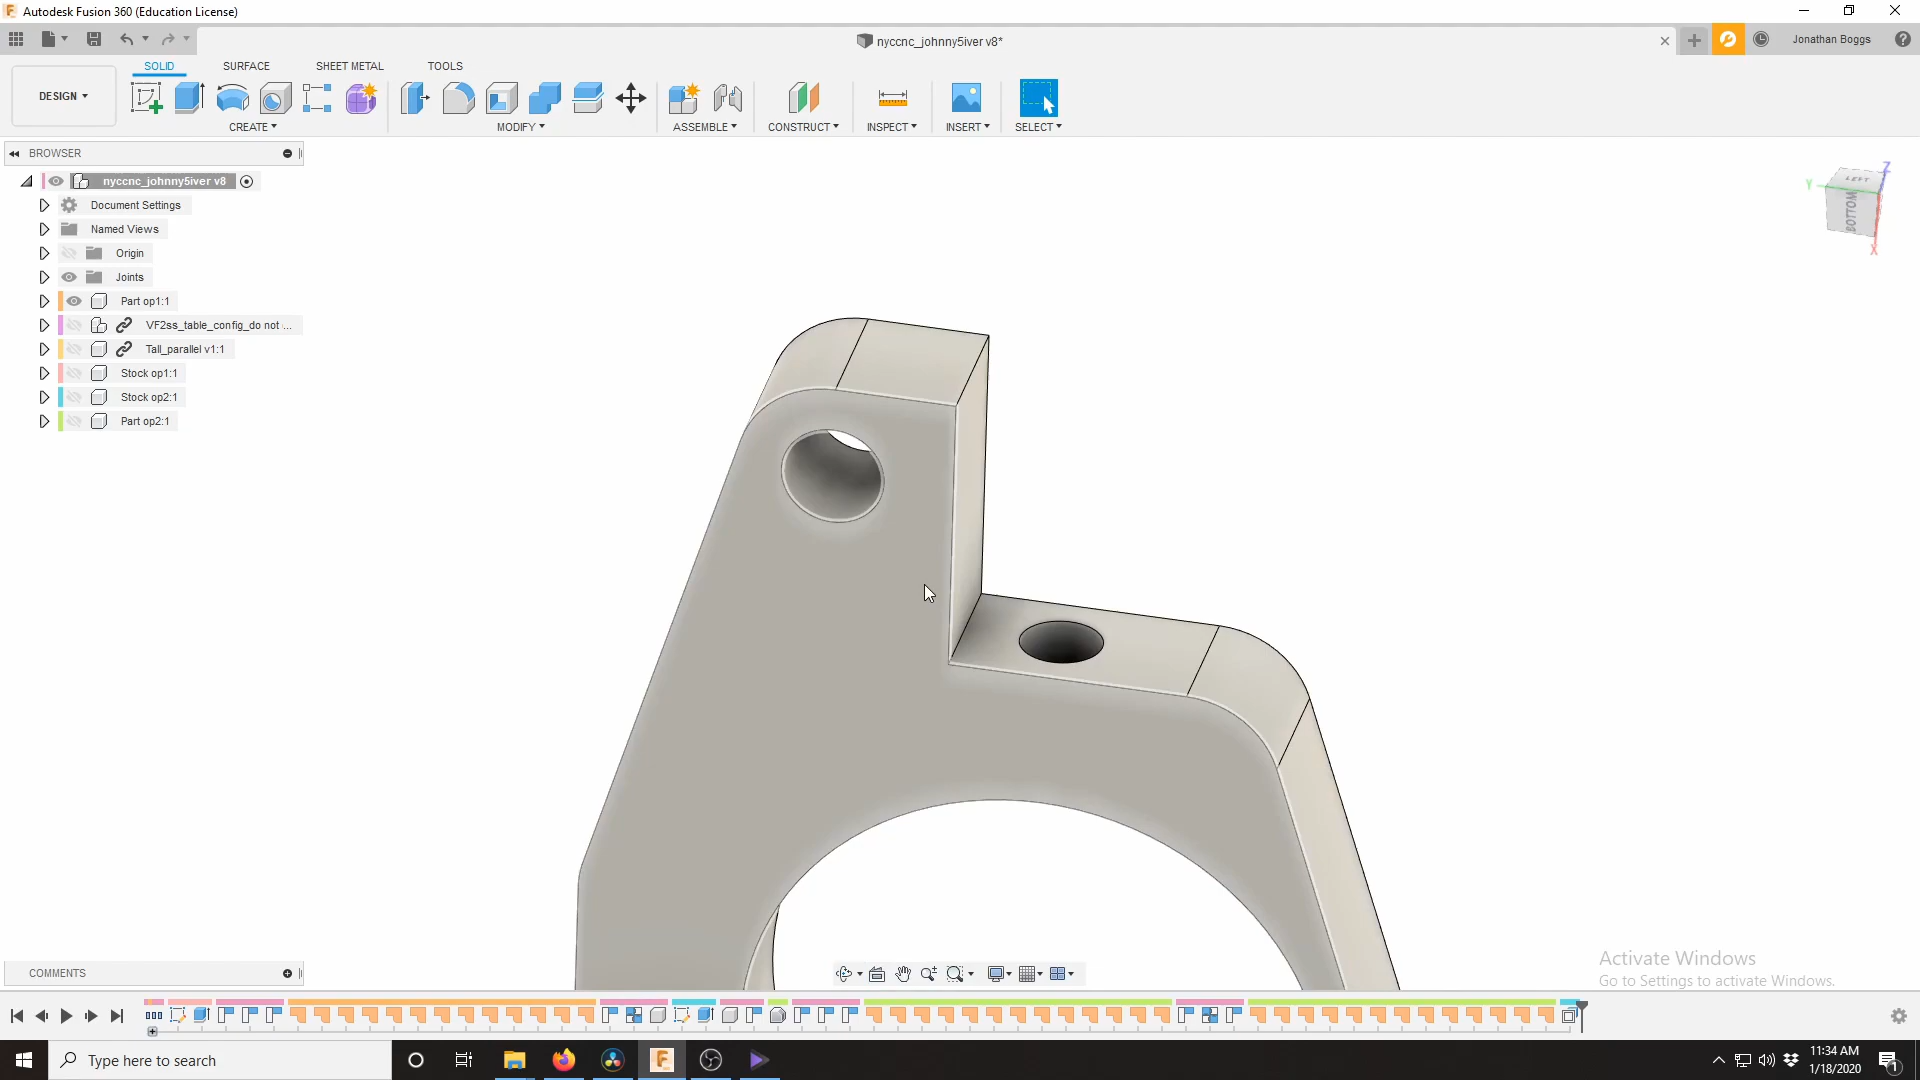 Autodesk Fusion 360 (Education License)
nyccnc_johnny5iver v8*
Jonathan Boggs
SOLID
SURFACE
SHEET METAL
TOOLS
DESIGN
CREATE
MODIFY
ASSEMBLE
CONSTRUCT
INSPECT
INSERT
SELECT
BROWSER
nyccnc_johnny5iver v8
Document Settings
Named Views
Origin
Joints
Part op1:1
VF2ss_table_config_do not ...
Tall_parallel v1:1
Stock op1:1
Stock op2:1
Part op2:1
Z
LEFT
Y
BOTTOM
X
Activate Windows
Go to Settings to activate Windows.
COMMENTS
Type here to search
11:34 AM
1/18/2020
1